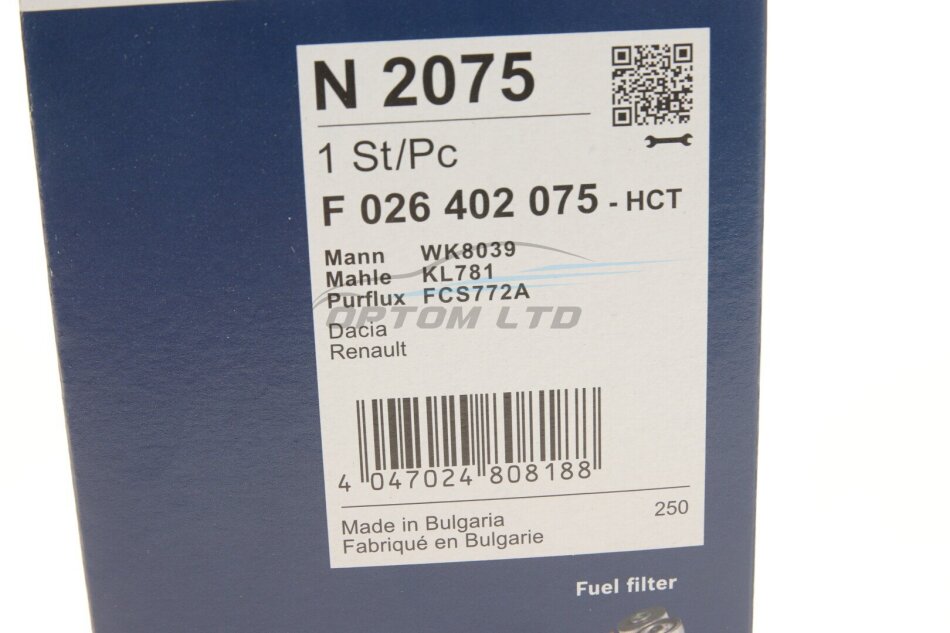 N 2075
1 St/Pc
F 026 402 075 - HCT
Mann WK8039
Mahle KL781
Purflux FCS772A
OPTOM LTD
Dacia
Renault
4 047024 808188
Made in Bulgaria 250
Fabriqué en Bulgarie
Fuel filter